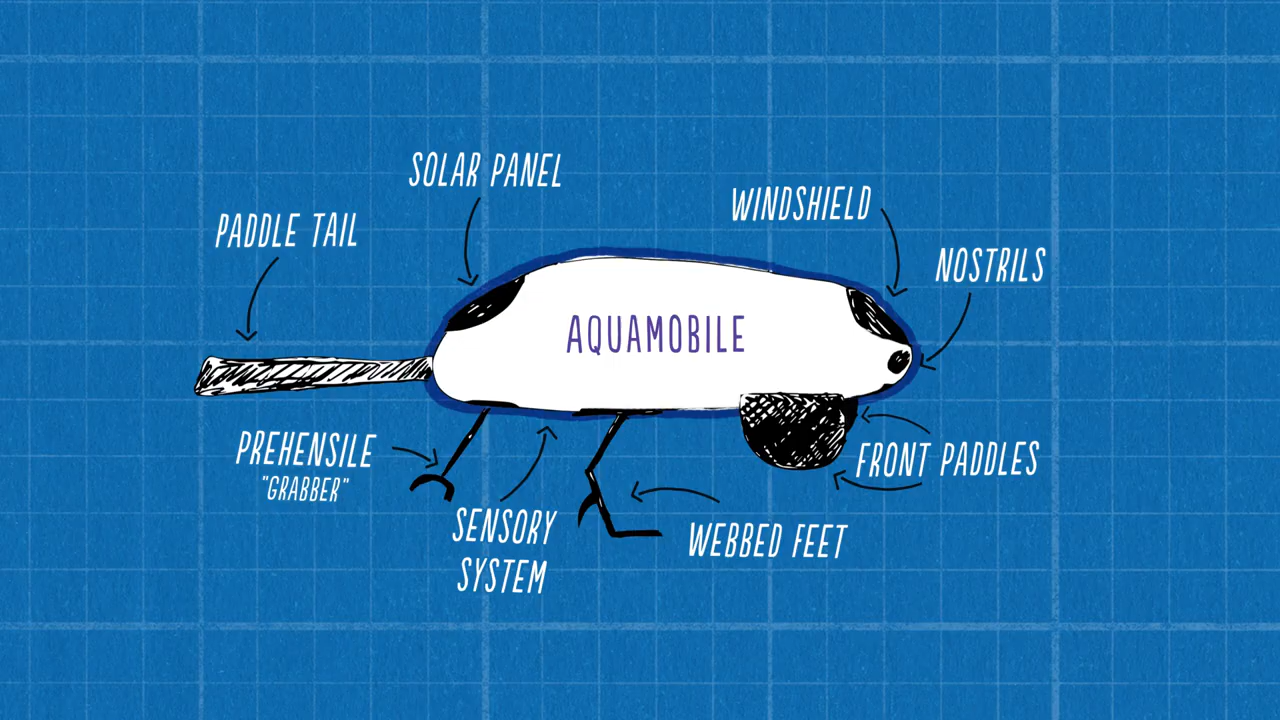 SOLAR PANEL
WINDSHIELD
PADDLE TAIL
NOSTRILS
AQUAMOBILE
PREHENSILE
"GRABBER"
FRONT PADDLES
SENSORY
SYSTEM
WEBBED FEET